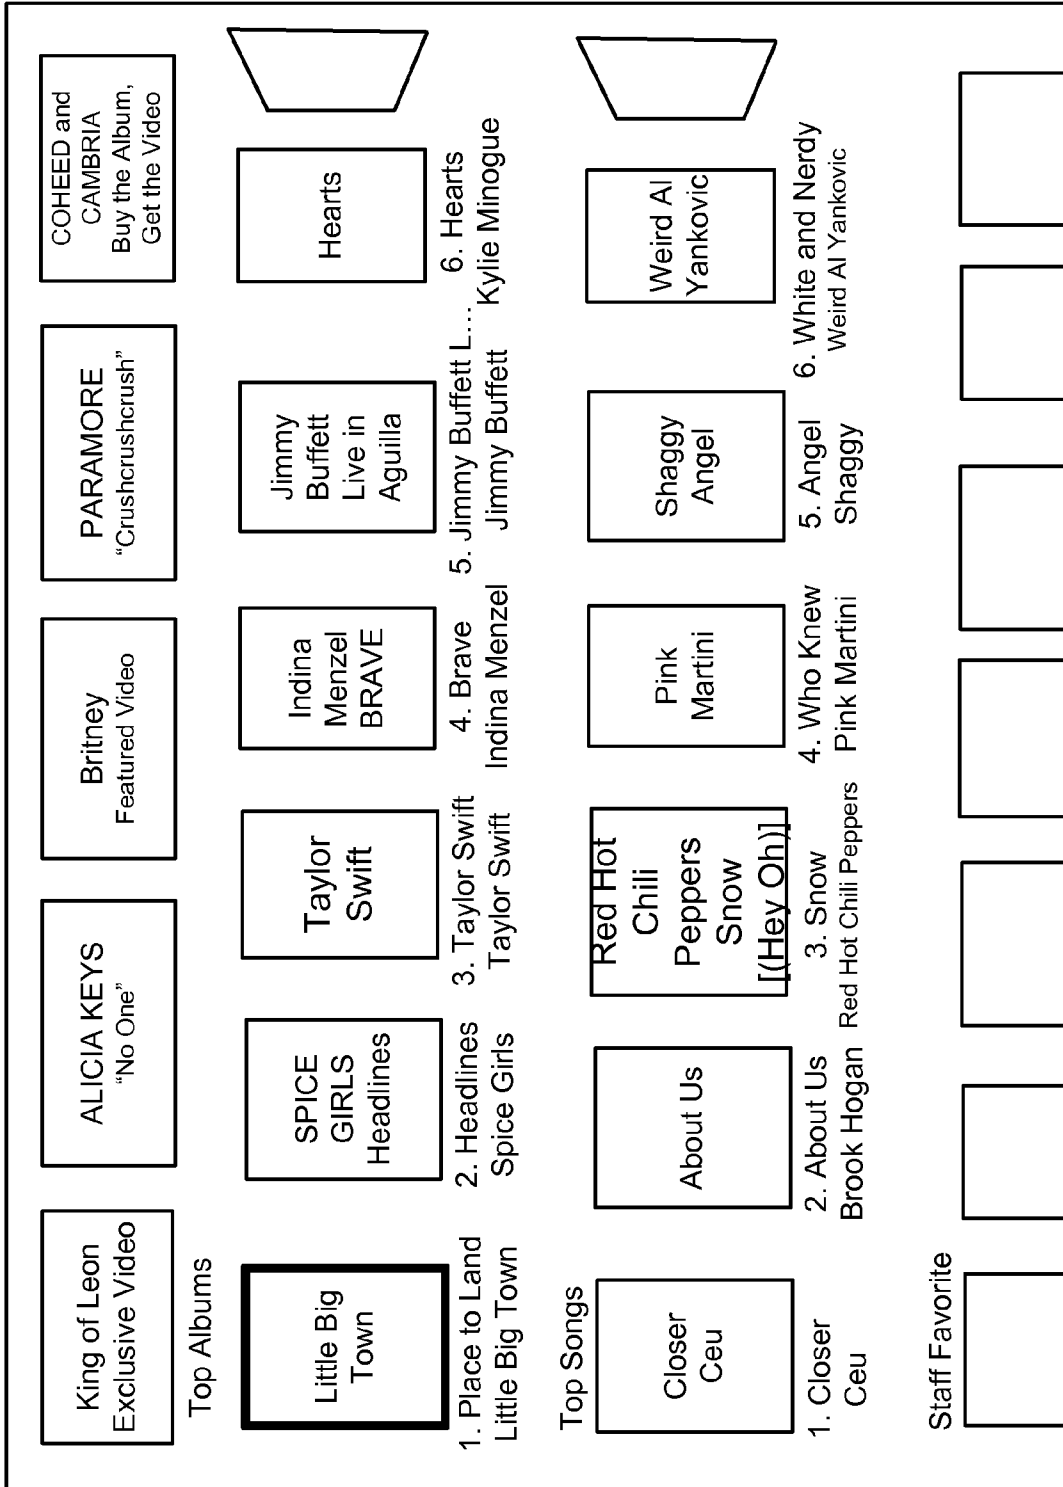 King of Leon
Exclusive Video
ALICIA KEYS
“No One”
Britney
Featured Video
PARAMORE
“Crushcrushcrush”
COHEED and
CAMBRIA
Buy the Album,
Get the Video
Top Albums
Little Big
Town
1. Place to Land
Little Big Town
SPICE
GIRLS
Headlines
2. Headlines
Spice Girls
Taylor
Swift
3. Taylor Swift
Taylor Swift
Indina
Menzel
BRAVE
4. Brave
Indina Menzel
Jimmy
Buffett
Live in
Aguilla
5. Jimmy Buffett L...
Jimmy Buffett
Hearts
6. Hearts
Kylie Minogue
Top Songs
Closer
Ceu
1. Closer
Ceu
About Us
2. About Us
Brook Hogan
Red Hot
Chili
Peppers
Snow
[(Hey Oh)]
3. Snow
Red Hot Chili Peppers
Pink
Martini
4. Who Knew
Pink Martini
Shaggy
Angel
5. Angel
Shaggy
Weird Al
Yankovic
6. White and Nerdy
Weird Al Yankovic
Staff Favorite